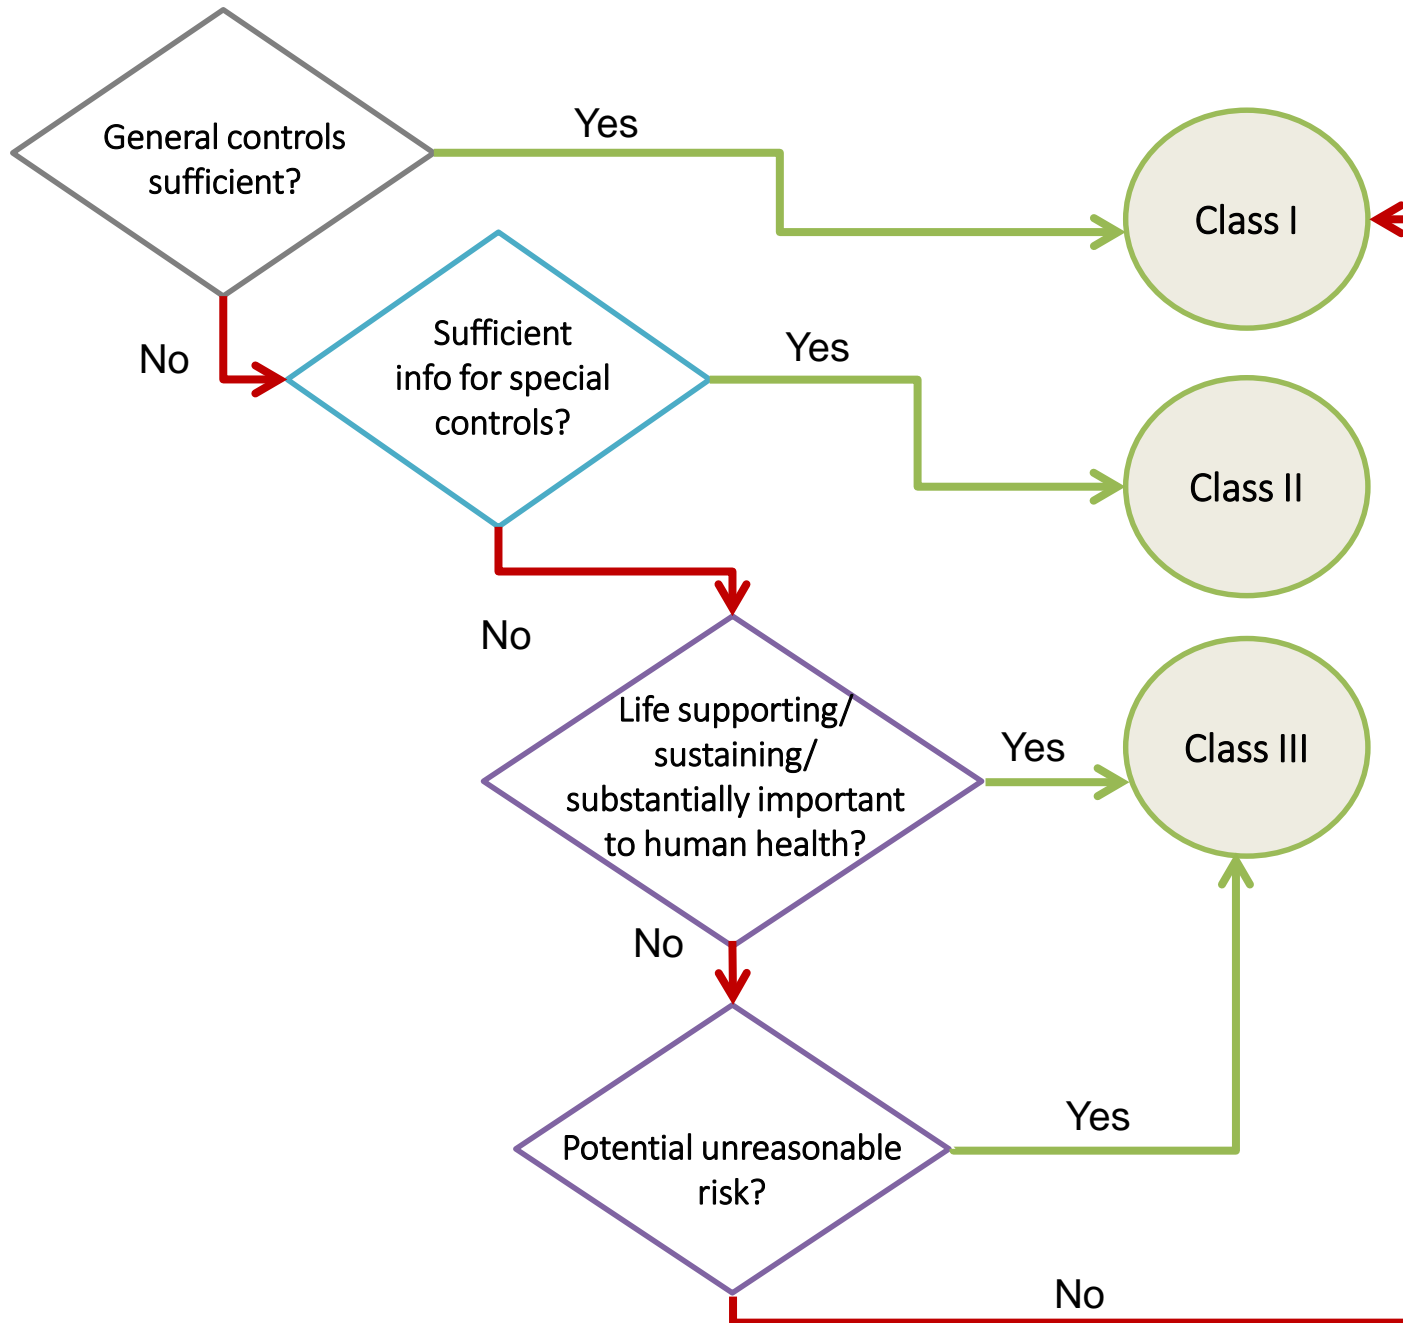 General controls
sufficient?
Yes
Class I
No
Sufficient
info for special
controls?
Yes
Class II
No
Life supporting/
sustaining/
substantially important
to human health?
Yes
Class III
No
Potential unreasonable
risk?
Yes
No